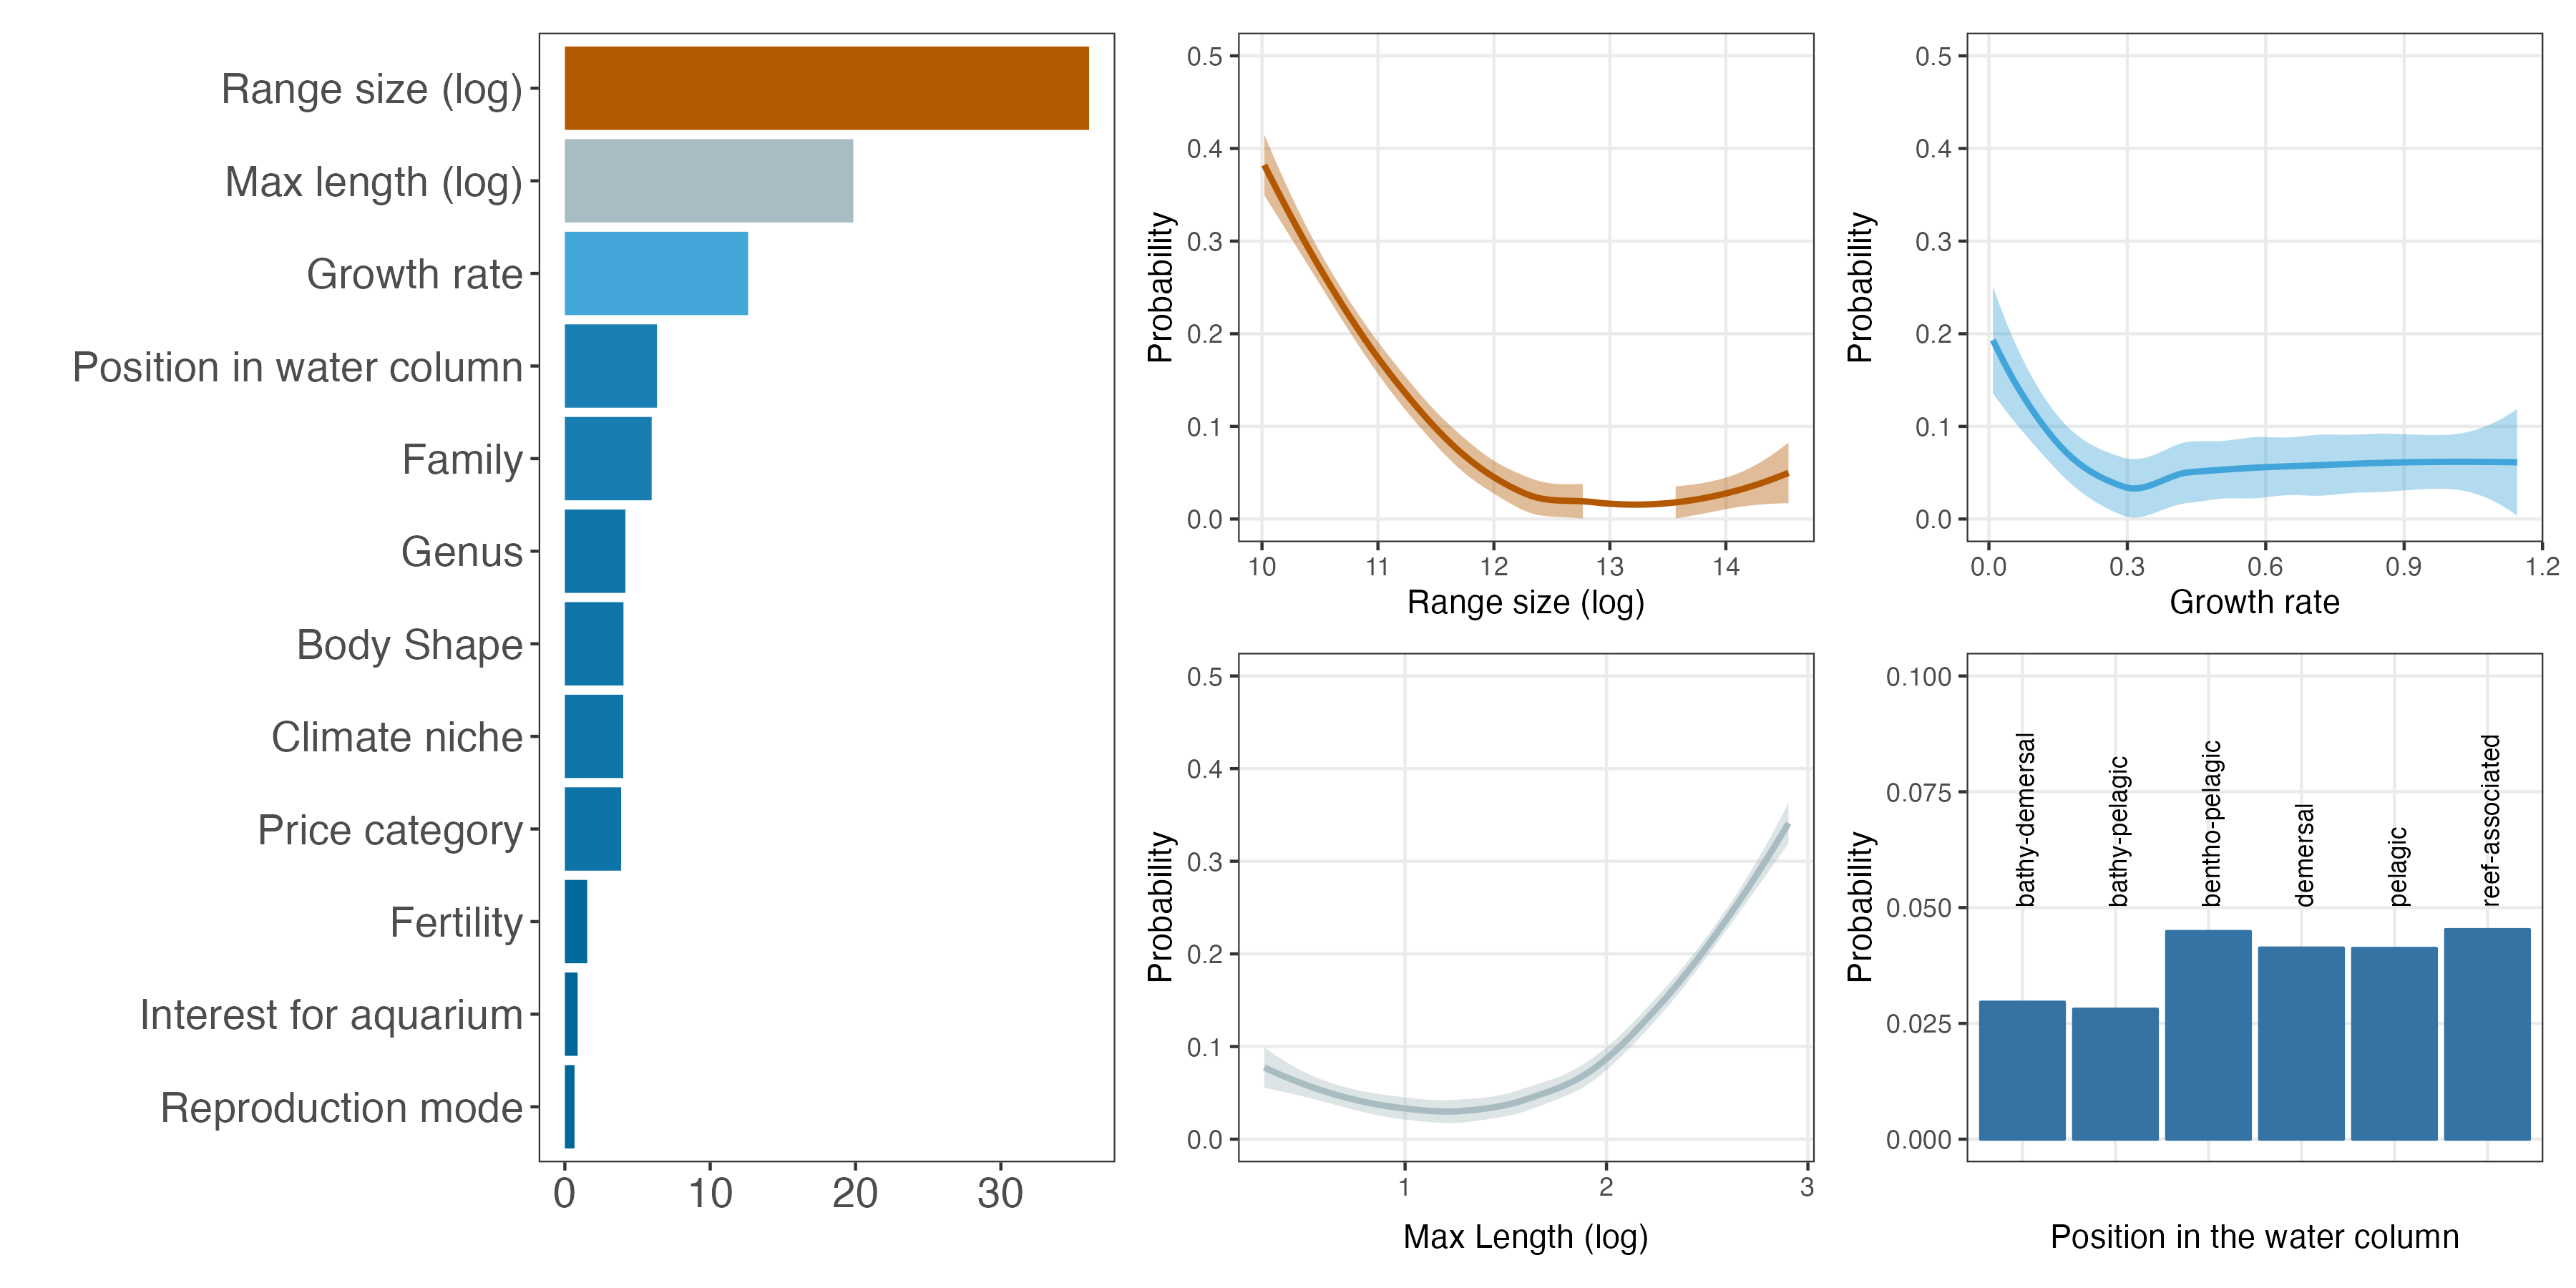 Range size (log)
Max length (log)
Growth rate
Position in water column
Family
Genus
Body Shape
Climate niche
Price category
Fertility
Interest for aquarium
Reproduction mode
0 10 20 30
Probability
0.5
0.4
0.3
0.2
0.1
0.0
10 11 12 13 14
Range size (log)
Probability
0.5
0.4
0.3
0.2
0.1
0.0
0.0 0.3 0.6 0.9 1.2
Growth rate
Probability
0.5
0.4
0.3
0.2
0.1
0.0
1 2 3
Max Length (log)
Probability
0.100
0.075
0.050
0.025
0.000
bathy-demersal
bathy-pelagic
bentho-pelagic
demersal
pelagic
reef-associated
Position in the water column